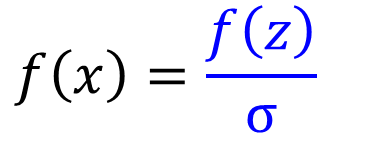 f(x) = f(z)/σ